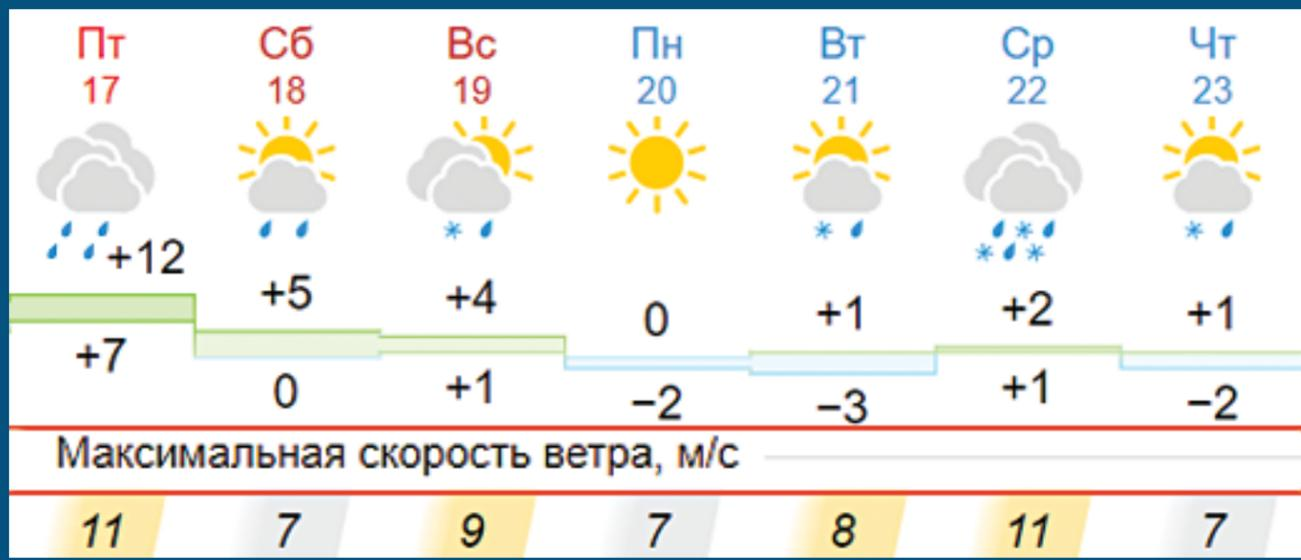 Пт Сб Вс Пн Вт Ср Чт
17 18 19 20 21 22 23
+12 +5 +4 0 +1 +2 +1
+7 0 +1 −2 −3 +1 −2
Максимальная скорость ветра, м/с
11 7 9 7 8 11 7